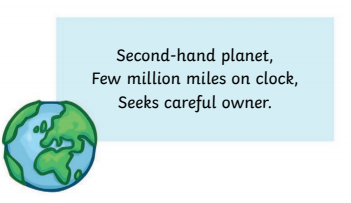 Second-hand planet,
Few million miles on clock,
Seeks careful owner.